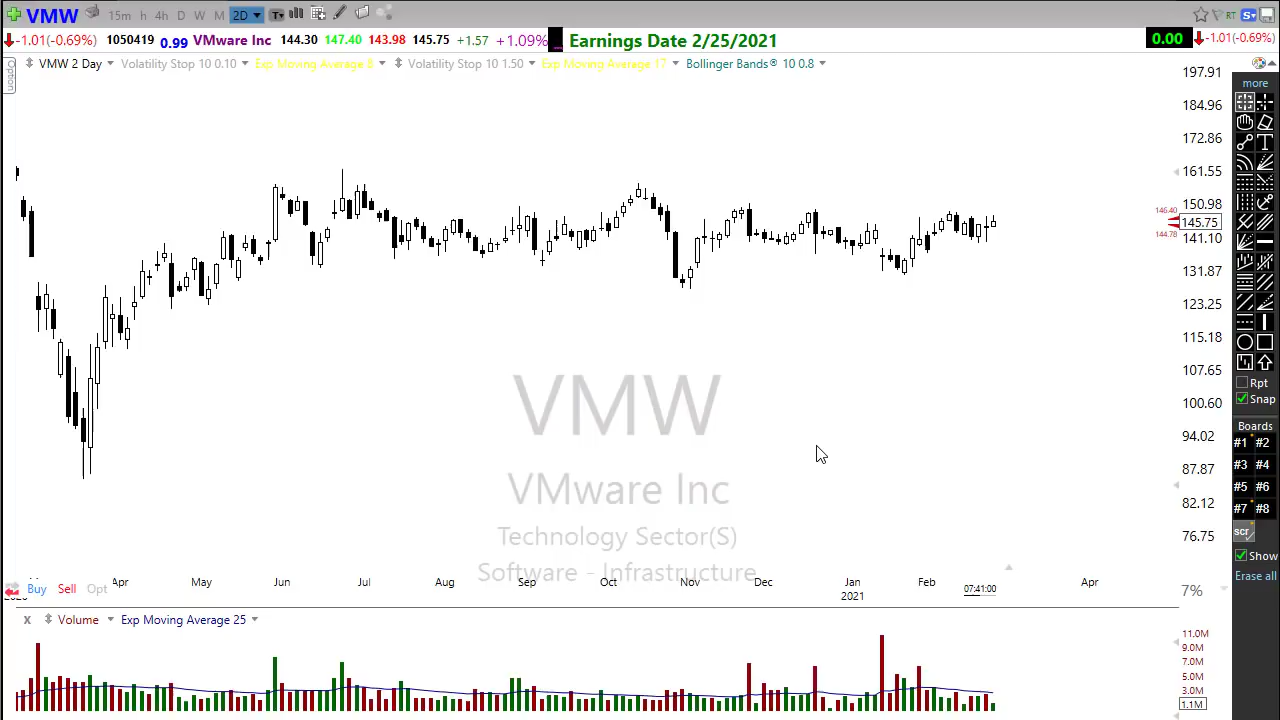 VMW 15m h 4h D W M 2D T RT S
-1.01(-0.69%) 1050419 0.99 VMware Inc 144.30 147.40 143.98 145.75 +1.57 +1.09% Earnings Date 2/25/2021 0.00 -1.01(-0.69%)
Option VMW 2 Day Volatility Stop 10 0.10 Exp Moving Average 8 Volatility Stop 10 1.50 Exp Moving Average 17 Bollinger Bands® 10 0.8
197.91
more
184.96
172.86
161.55
150.98
146.40
145.75
144.78
141.10
131.87
123.25
115.18
107.65
100.60
94.02
87.87
82.12
76.75
VMW
VMware Inc
Technology Sector(S)
Software - Infrastructure
Rpt
Snap
Boards
#1 #2
#3 #4
#5 #6
#7 #8
scr
Show
Erase all
Apr May Jun Jul Aug Sep Oct Nov Dec Jan Feb Apr
2021
07:41:00
Buy Sell Opt
7%
x Volume Exp Moving Average 25
11.0M
9.0M
7.0M
5.0M
3.0M
1.1M